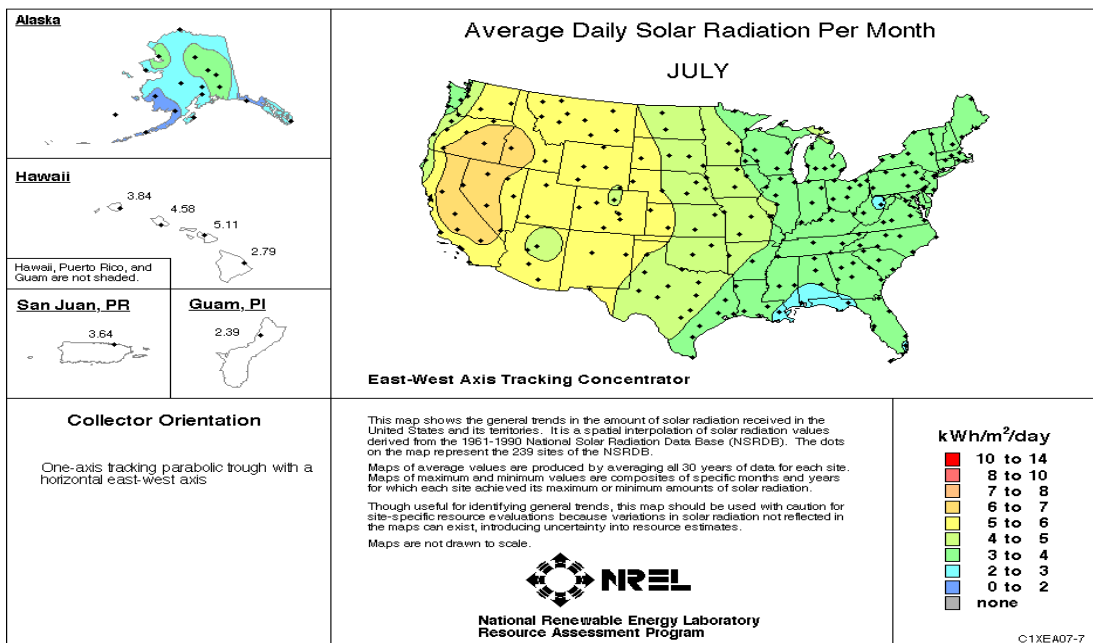 Alaska
Average Daily Solar Radiation Per Month
JULY
Hawaii
3.84
4.58
5.11
2.79
Hawaii, Puerto Rico, and
Guam are not shaded.
San Juan, PR
3.64
Guam, PI
2.39
East-West Axis Tracking Concentrator
Collector Orientation
One-axis tracking parabolic trough with a
horizontal east-west axis
This map shows the general trends in the amount of solar radiation received in the
United States and its territories. It is a spatial interpolation of solar radiation values
derived from the 1961-1990 National Solar Radiation Data Base (NSRDB). The dots
on the map represent the 239 sites of the NSRDB.
Maps of average values are produced by averaging all 30 years of data for each site.
Maps of maximum and minimum values are composites of specific months and years
for which each site achieved its maximum or minimum amounts of solar radiation.
Though useful for identifying general trends, this map should be used with caution for
site-specific resource evaluations because variations in solar radiation not reflected in
the maps can exist, introducing uncertainty into resource estimates.
Maps are not drawn to scale.
NREL
National Renewable Energy Laboratory
Resource Assessment Program
kWh/m²/day
10 to 14
8 to 10
7 to 8
6 to 7
5 to 6
4 to 5
3 to 4
2 to 3
0 to 2
none
C1XEA07-7